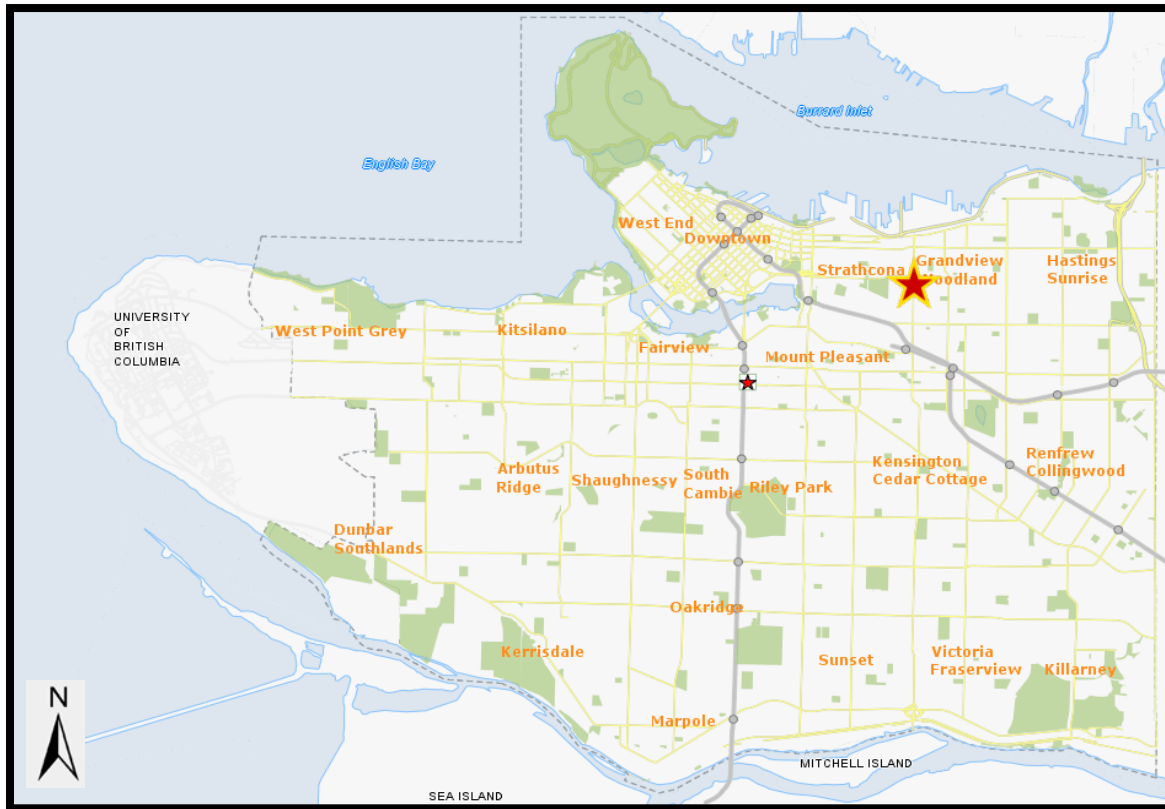 Burrard Inlet
English Bay
West End
Downtown
Strathcona
Grandview
Woodland
Hastings
Sunrise
UNIVERSITY
OF
BRITISH
COLUMBIA
West Point Grey
Kitsilano
Fairview
Mount Pleasant
Arbutus
Ridge
Shaughnessy
South
Cambie
Riley Park
Kensington
Cedar Cottage
Renfrew
Collingwood
Dunbar
Southlands
Oakridge
Kerrisdale
Sunset
Victoria
Fraserview
Killarney
Marpole
N
MITCHELL ISLAND
SEA ISLAND